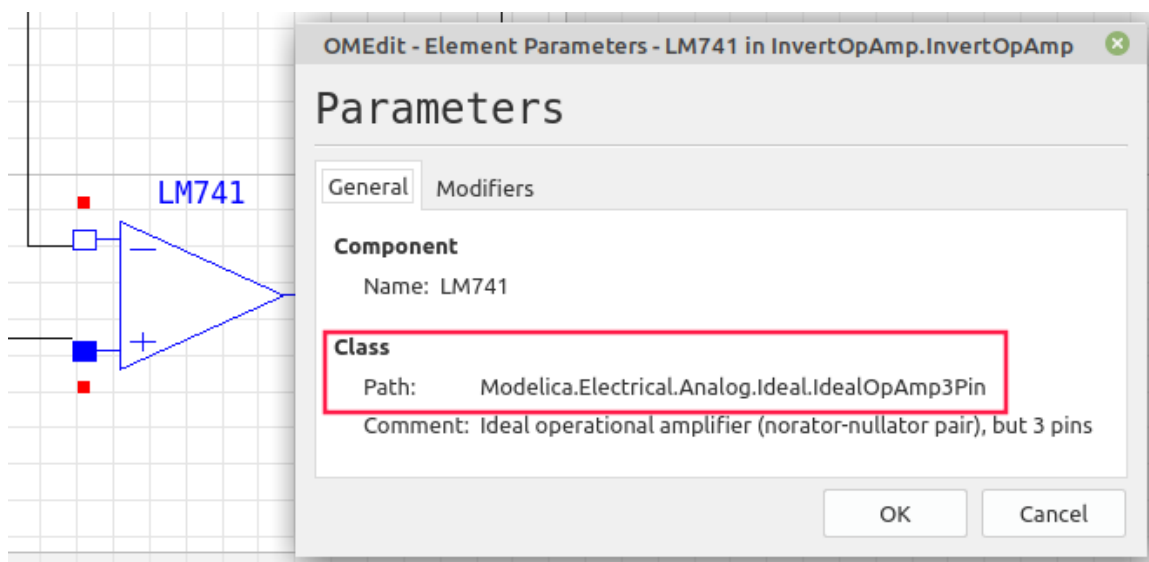 OMEdit - Element Parameters - LM741 in InvertOpAmp.InvertOpAmp
Parameters
General Modifiers
LM741
Component
Name: LM741
Class
Path: Modelica.Electrical.Analog.Ideal.IdealOpAmp3Pin
Comment: Ideal operational amplifier (norator-nullator pair), but 3 pins
OK Cancel